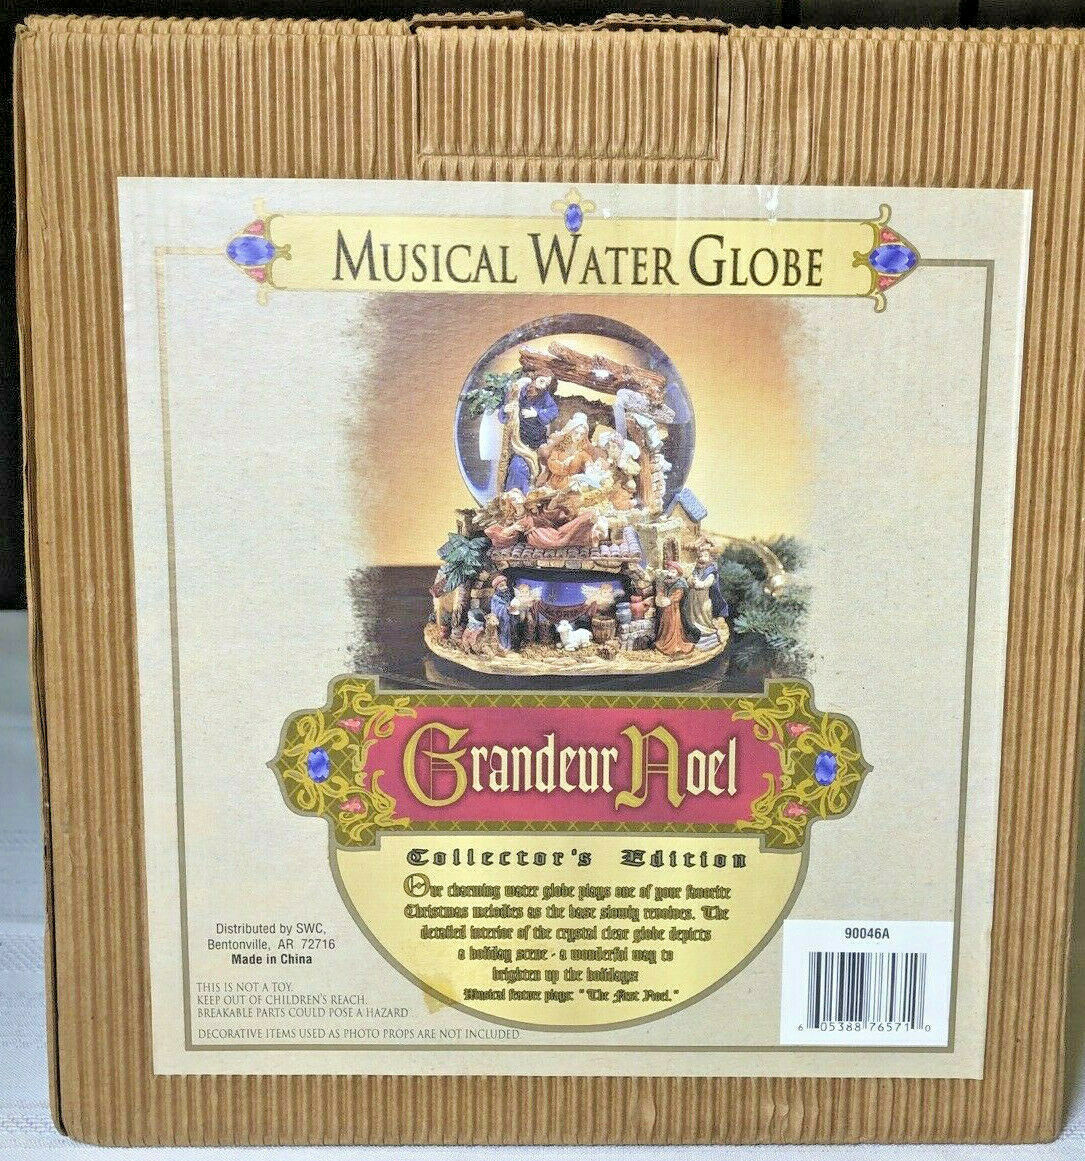 MUSICAL WATER GLOBE
Grandeur Noel
Collector's Edition
Our charming water globe plays one of your favorite
Christmas melodies as the base slowly revolves. The
detailed interior of the crystal clear globe depicts
a holiday scene - a wonderful way to
brighten up the holidays!
Musical feature plays: "The First Noel."
Distributed by SWC,
Bentonville, AR 72716
Made in China
THIS IS NOT A TOY.
KEEP OUT OF CHILDREN'S REACH.
BREAKABLE PARTS COULD POSE A HAZARD
DECORATIVE ITEMS USED AS PHOTO PROPS ARE NOT INCLUDED
90046A
6 05388 76571 0